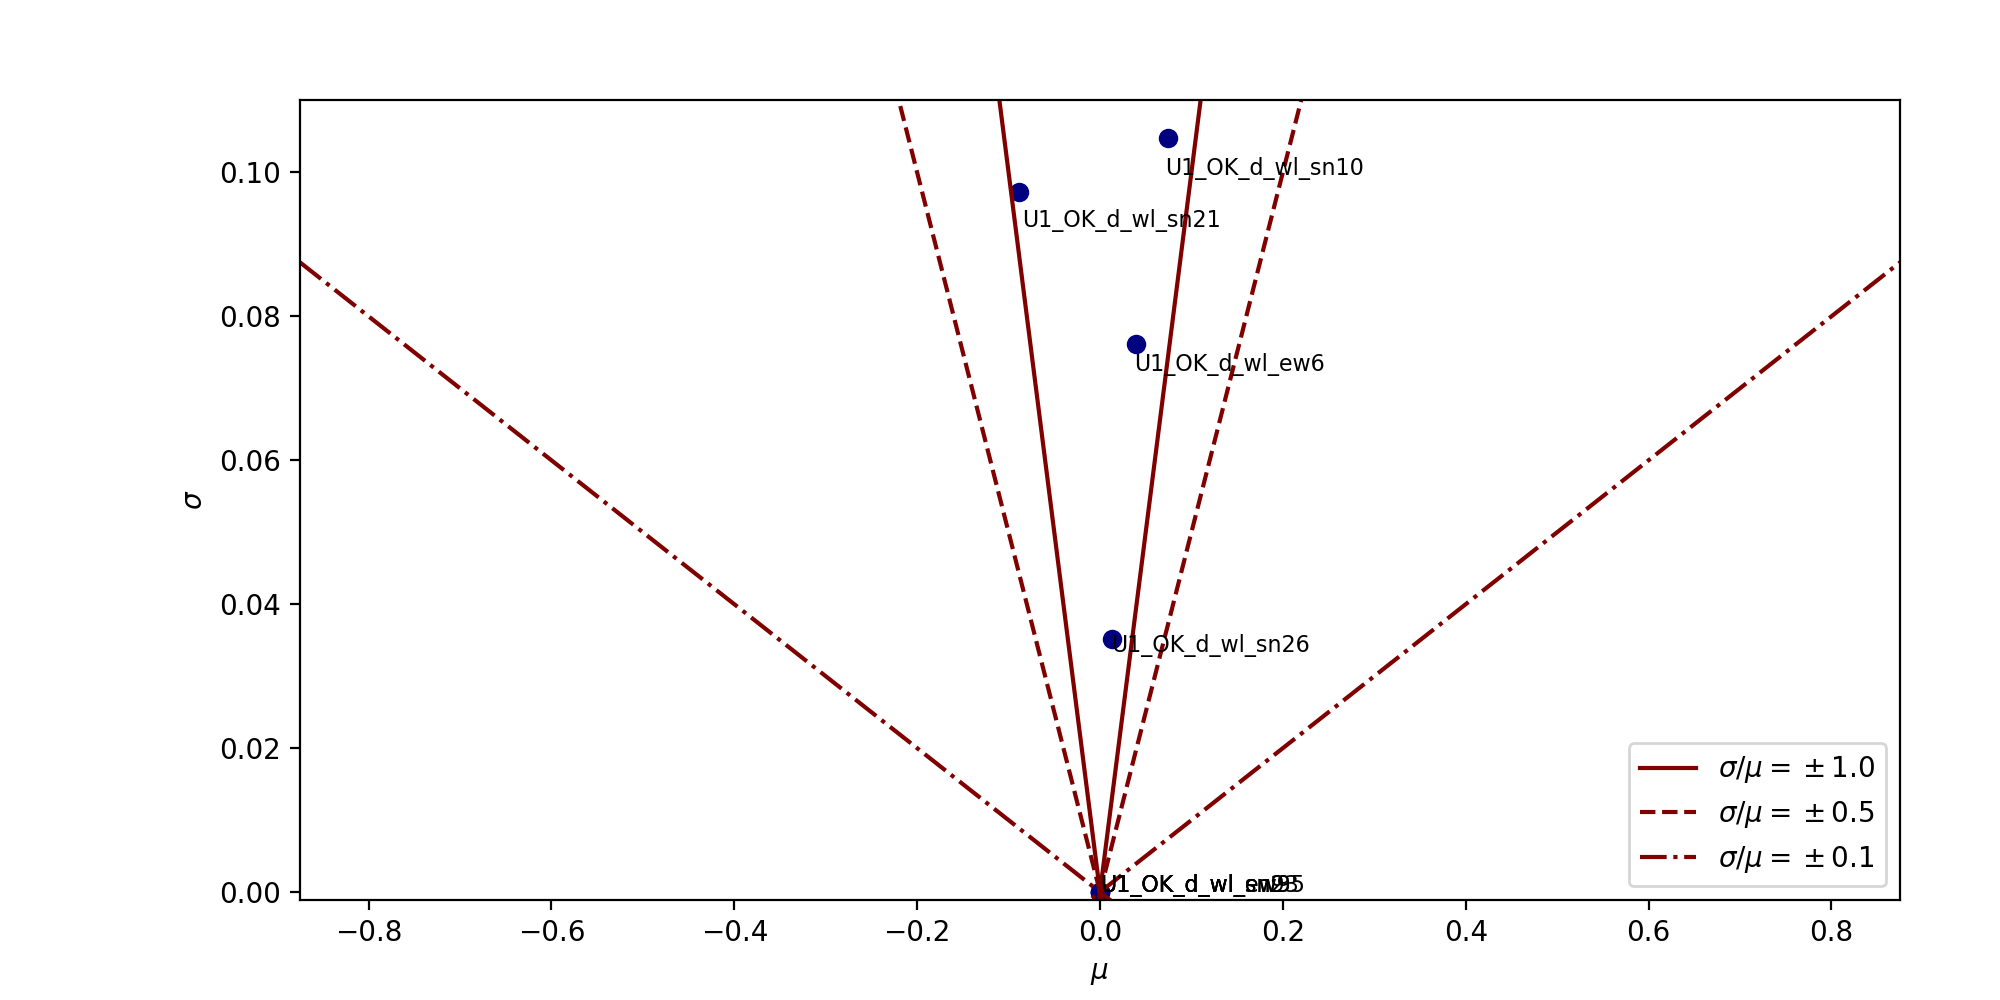 σ
0.10
0.08
0.06
0.04
0.02
0.00
U1_OK_d_wl_sn10
U1_OK_d_wl_sn21
U1_OK_d_wl_ew6
U1_OK_d_wl_sn26
U1_OK_d_wl_
σ/μ = ±1.0
σ/μ = ±0.5
σ/μ = ±0.1
−0.8 −0.6 −0.4 −0.2 0.0 0.2 0.4 0.6 0.8
μ